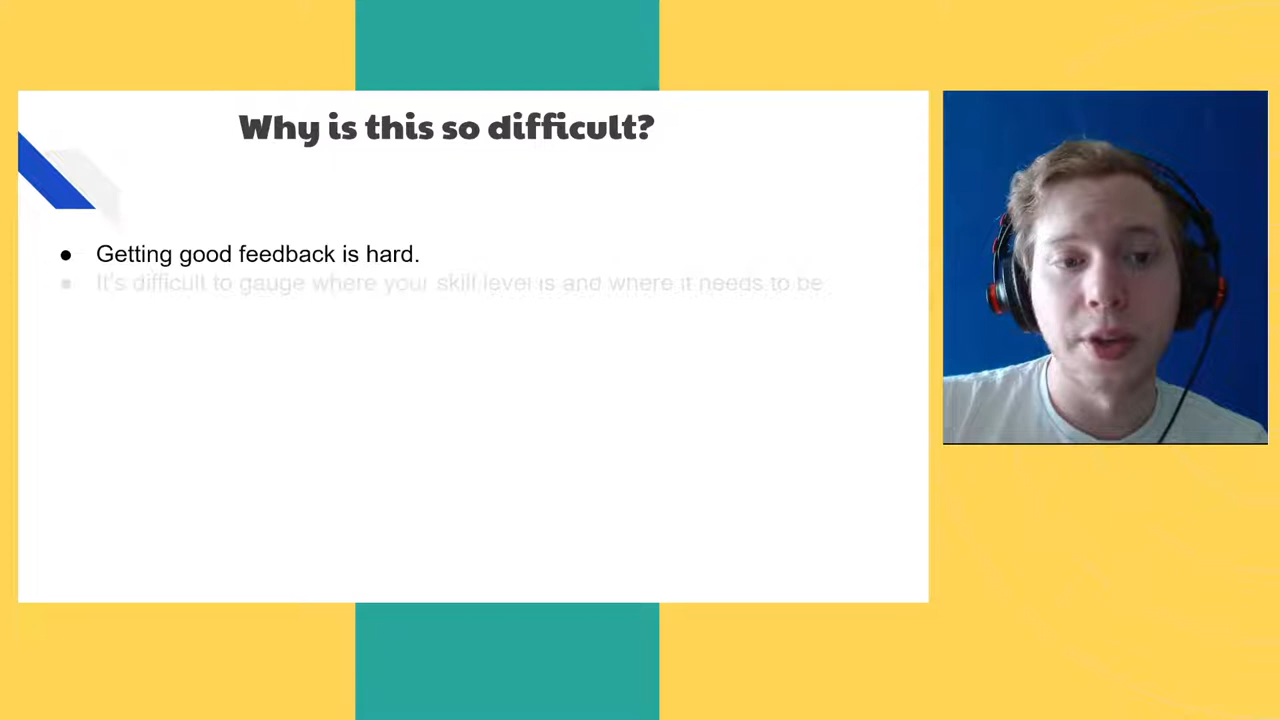 Why is this so difficult?
● Getting good feedback is hard.
● It's difficult to gauge where your skill level is and where it needs to be